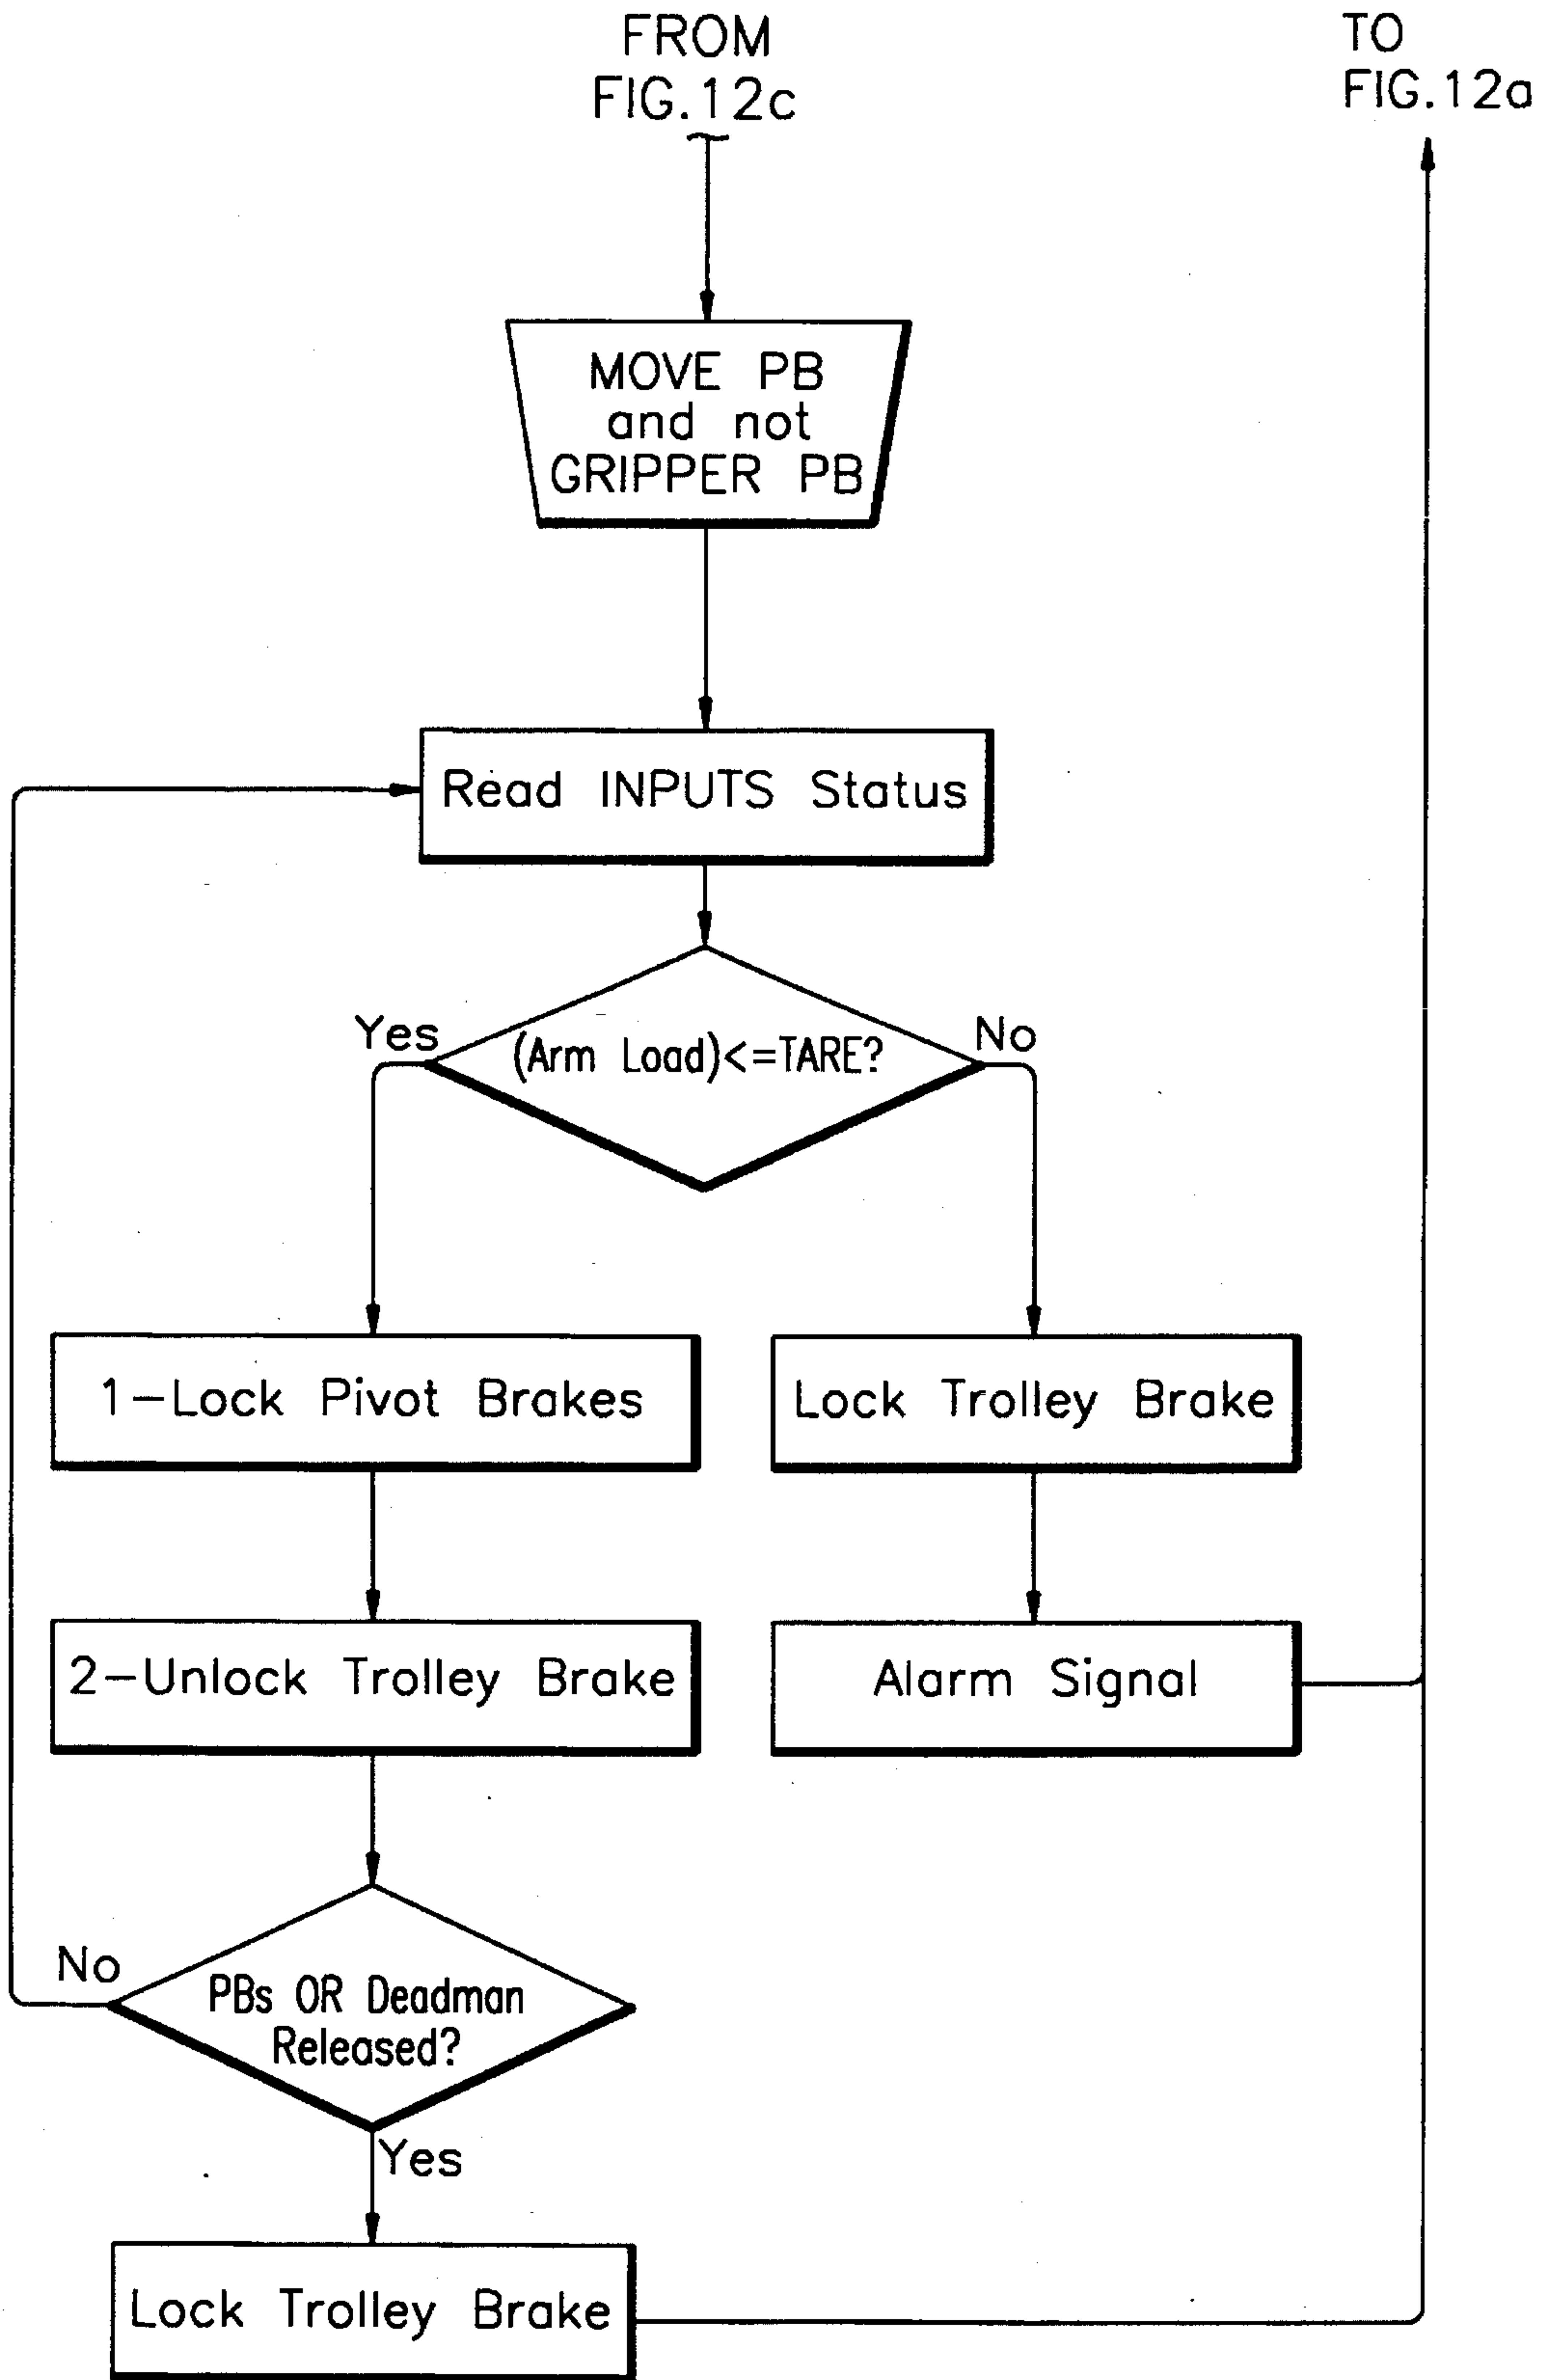 FROM
FIG.12c
TO
FIG.12a
MOVE PB
and not
GRIPPER PB
Read INPUTS Status
Yes
(Arm Load)<=TARE?
No
1-Lock Pivot Brakes
Lock Trolley Brake
2-Unlock Trolley Brake
Alarm Signal
No
PBs OR Deadman
Released?
Yes
Lock Trolley Brake